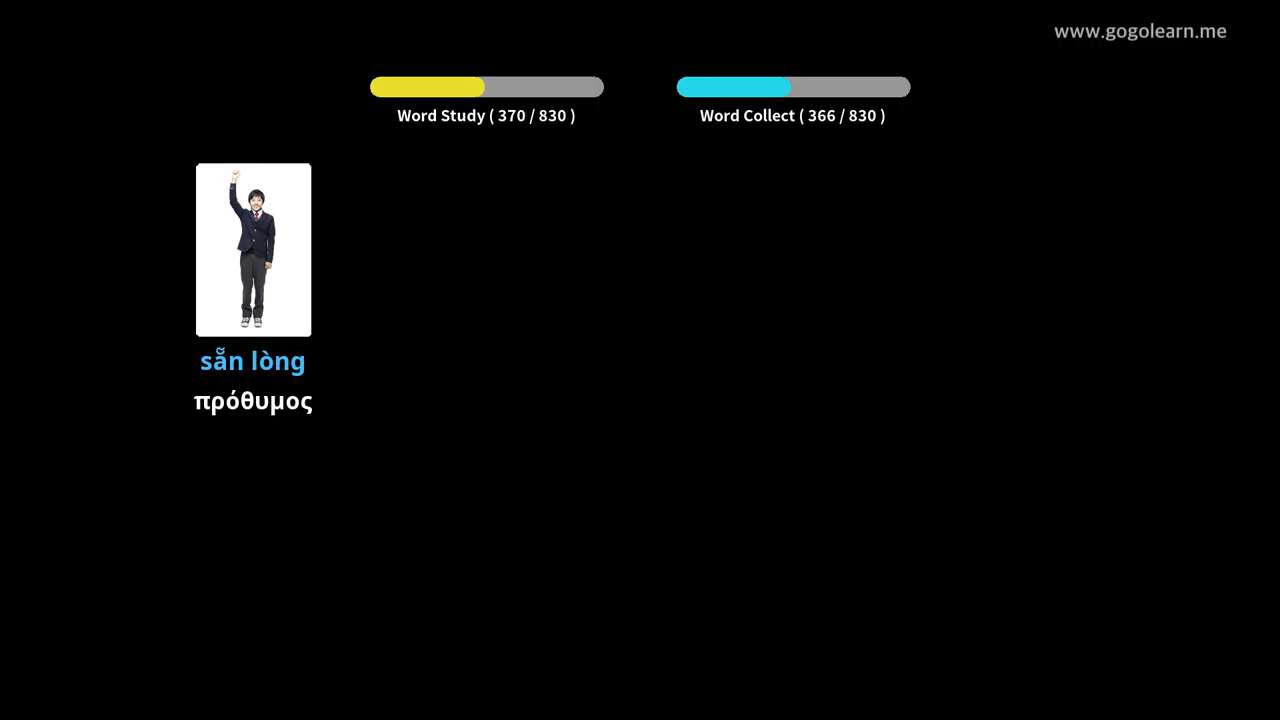 www.gogolearn.me
Word Study ( 370 / 830 )
Word Collect ( 366 / 830 )
sẵn lòng
πρόθυμος